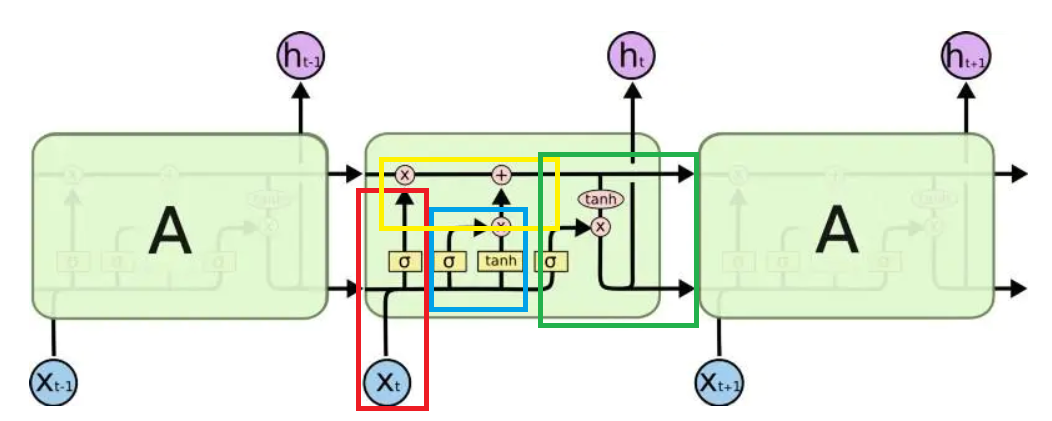 ht-1 ht ht+1
x + 
tanh
A x x A
σ σ tanh σ
xt-1 xt xt+1